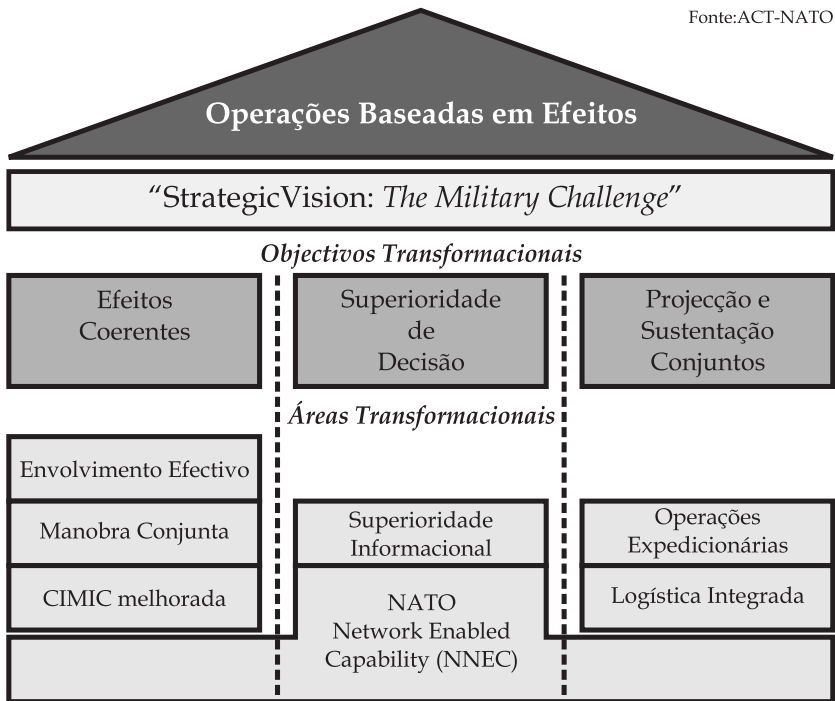 Fonte:ACT-NATO
Operações Baseadas em Efeitos
“StrategicVision: The Military Challenge”
Objectivos Transformacionais
Efeitos
Coerentes
Superioridade
de
Decisão
Projecção e
Sustentação
Conjuntos
Áreas Transformacionais
Envolvimento Efectivo
Manobra Conjunta
CIMIC melhorada
Superioridade
Informacional
NATO
Network Enabled
Capability (NNEC)
Operações
Expedicionárias
Logística Integrada